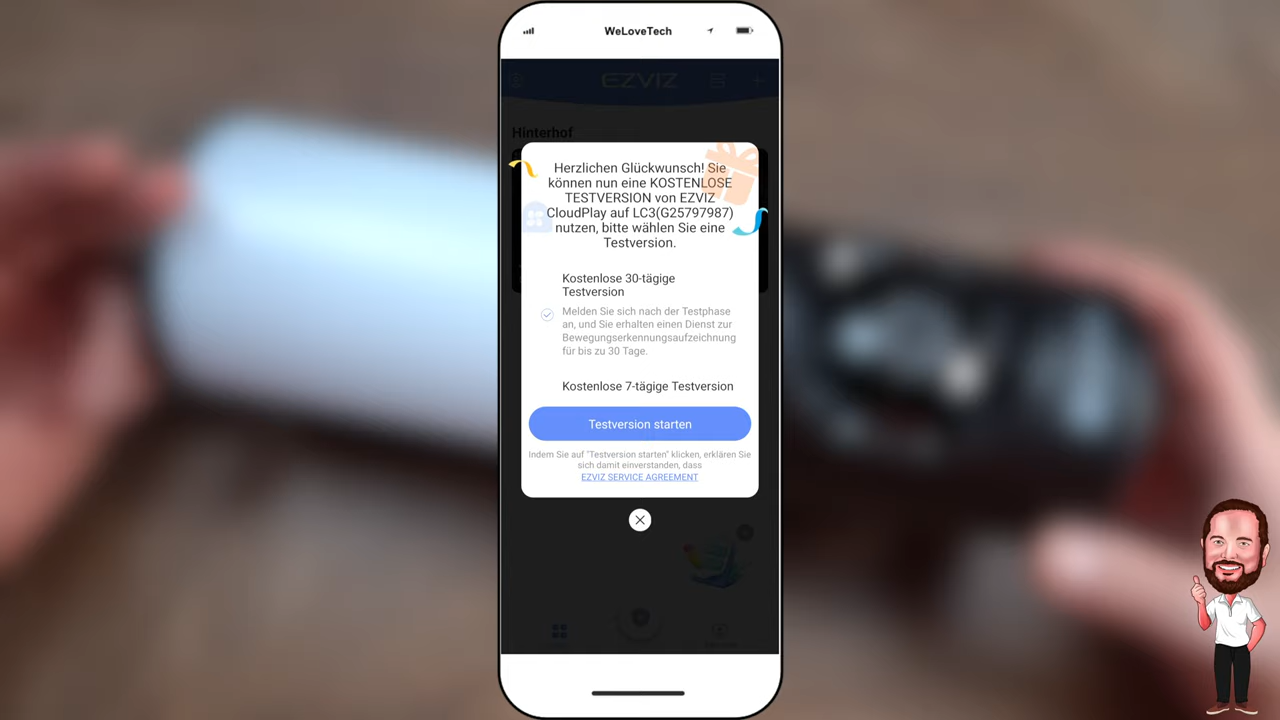 WeLoveTech
EZVIZ
Hinterhof
Herzlichen Glückwunsch! Sie
können nun eine KOSTENLOSE
TESTVERSION von EZVIZ
CloudPlay auf LC3(G25797987)
nutzen, bitte wählen Sie eine
Testversion.
Kostenlose 30-tägige
Testversion
Melden Sie sich nach der Testphase
an, und Sie erhalten einen Dienst zur
Bewegungserkennungsaufzeichnung
für bis zu 30 Tage.
Kostenlose 7-tägige Testversion
Testversion starten
Indem Sie auf "Testversion starten" klicken, erklären Sie
sich damit einverstanden, dass
EZVIZ SERVICE AGREEMENT